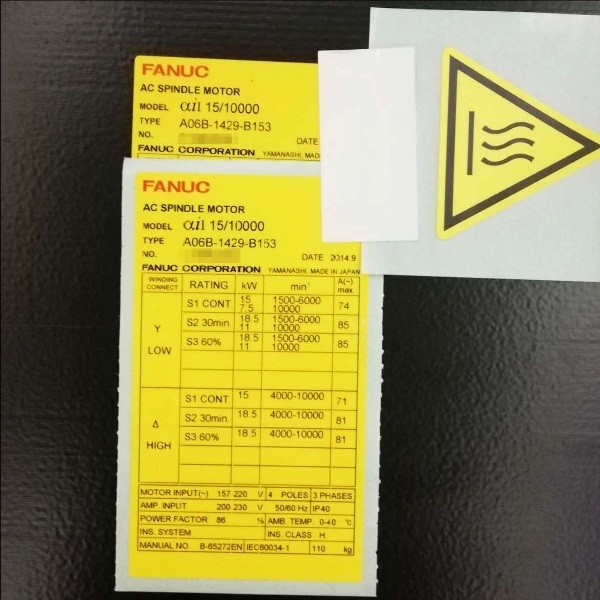 FANUC
AC SPINDLE MOTOR
MODEL αiI 15/10000
TYPE A06B-1429-B153
NO.
DATE
FANUC CORPORATION YAMANASHI, MAD
FANUC
AC SPINDLE MOTOR
MODEL αiI 15/10000
TYPE A06B-1429-B153
NO.
DATE 2014.9
FANUC CORPORATION YAMANASHI, MADE IN JAPAN
WINDING CONNECT RATING kW min⁻¹ A(~) max
S1 CONT 15 1500-6000 74
7.5 10000
Y LOW
S2 30min. 18.5 1500-6000 85
11 10000
S3 60% 18.5 1500-6000 85
11 10000
Δ HIGH
S1 CONT 15 4000-10000 71
S2 30min. 18.5 4000-10000 81
S3 60% 18.5 4000-10000 81
MOTOR INPUT(~) 157 220 V 4 POLES 3 PHASES
AMP. INPUT 200 230 V 50/60 Hz IP40
POWER FACTOR 86 % AMB. TEMP. 0-40 °C
INS. SYSTEM INS. CLASS H
MANUAL NO. B-65272EN IEC60034-1 110 kg